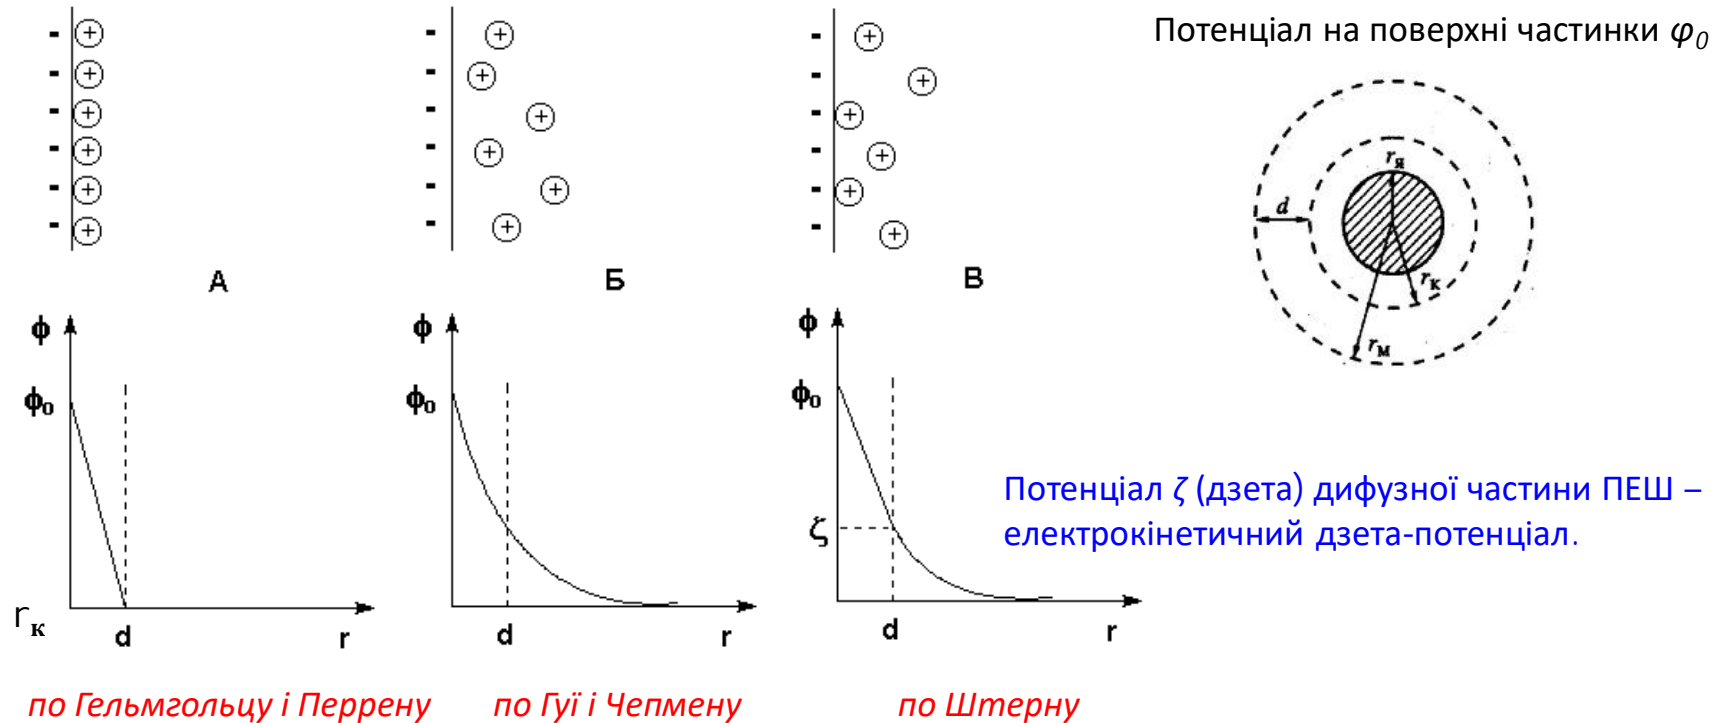 Потенціал на поверхні частинки φ0
- + - + - + - + - + - +
А
- + - + - + - + - + - +
Б
- + - + - + - + - + - +
В
rя
d
rк
rм
ϕ
ϕ0
rк
d
r
ϕ
ϕ0
d
r
ϕ
ϕ0
ζ
d
r
Потенціал ζ (дзета) дифузної частини ПЕШ –
електрокінетичний дзета-потенціал.
по Гельмгольцу і Перрену
по Гуї і Чепмену
по Штерну